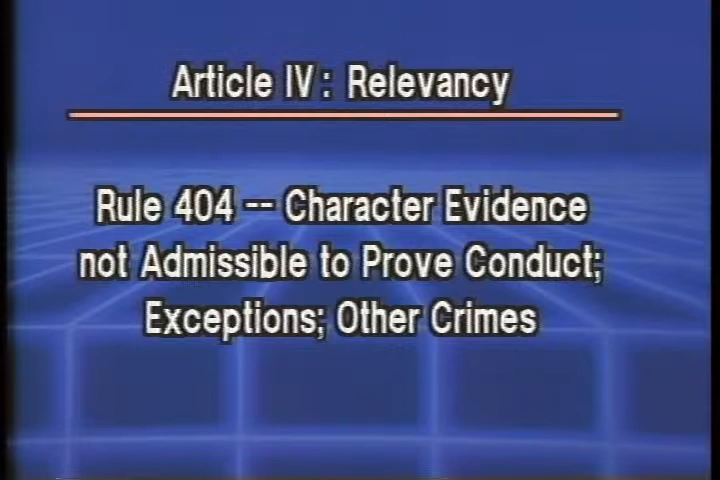 Article IV: Relevancy
Rule 404 -- Character Evidence
not Admissible to Prove Conduct;
Exceptions; Other Crimes